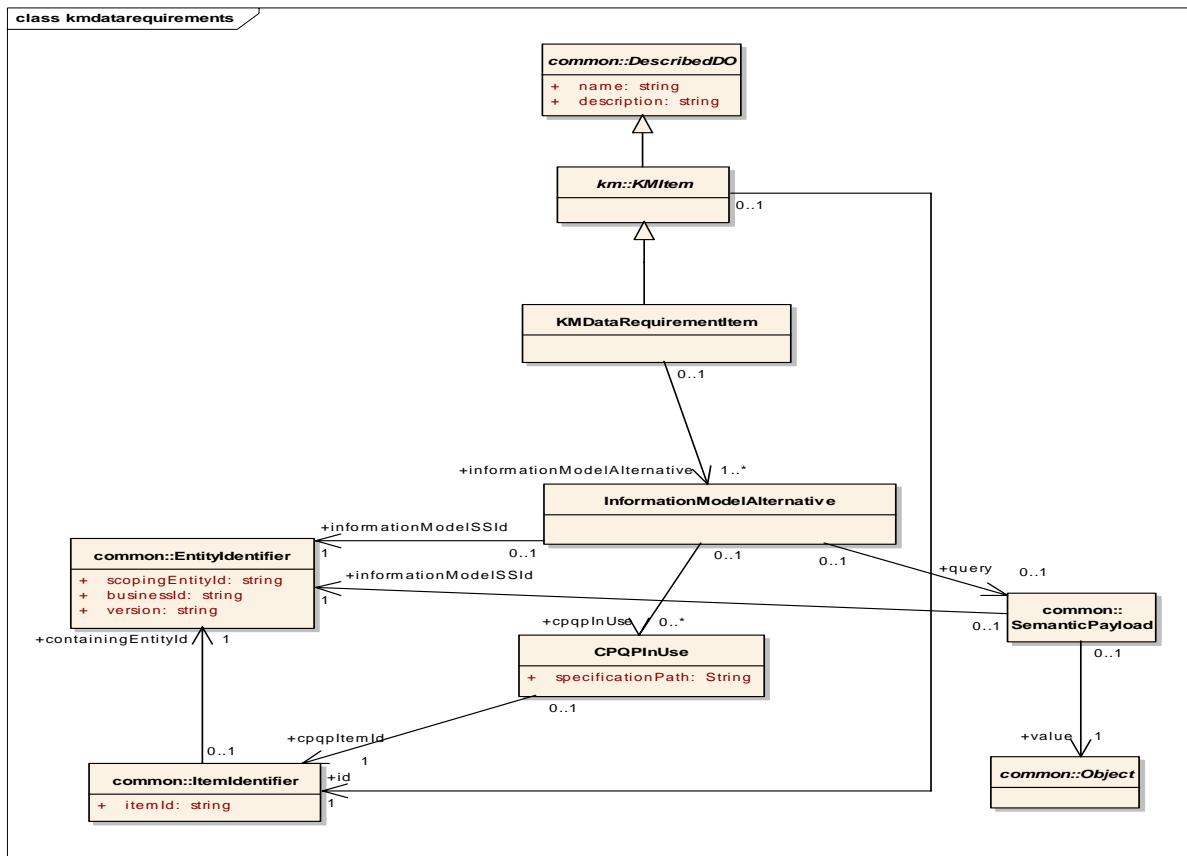 class kmdatarequirements
common::DescribedDO
+ name: string
+ description: string
km::KMItem
0..1
KMDataRequirementItem
0..1
+informationModelAlternative 1..*
InformationModelAlternative
+informationModelSSId
1 0..1
0..1
0..1
common::EntityIdentifier
+ scopingEntityId: string
+ businessId: string
+ version: string
+informationModelSSId
1
+query 0..1
common::
SemanticPayload
0..1
0..1
+containingEntityId 1
+cpqpInUse 0..*
CPQPInUse
+ specificationPath: String
0..1
+cpqpItemId
1
0..1
common::ItemIdentifier
+ itemId: string
+id
1
+value 1
common::Object